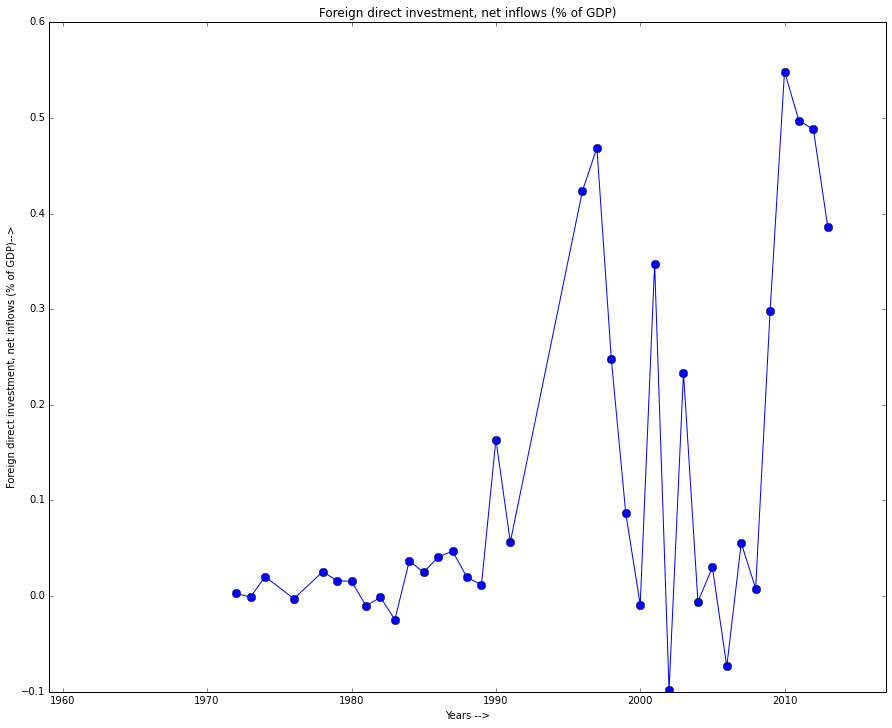 Foreign direct investment, net inflows (% of GDP)
0.6
0.5
0.4
0.3
0.2
0.1
0.0
−0.1
Foreign direct investment, net inflows (% of GDP)-->
1960 1970 1980 1990 2000 2010
Years -->